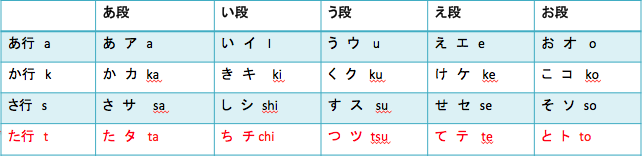 あ段 い段 う段 え段 お段
あ行 a あ ア a い イ I う ウ u え エ e お オ o
か行 k か カ ka き キ ki く ク ku け ケ ke こ コ ko
さ行 s さ サ sa し シ shi す ス su せ セ se そ ソ so
た行 t た タ ta ち チ chi つ ツ tsu て テ te と ト to